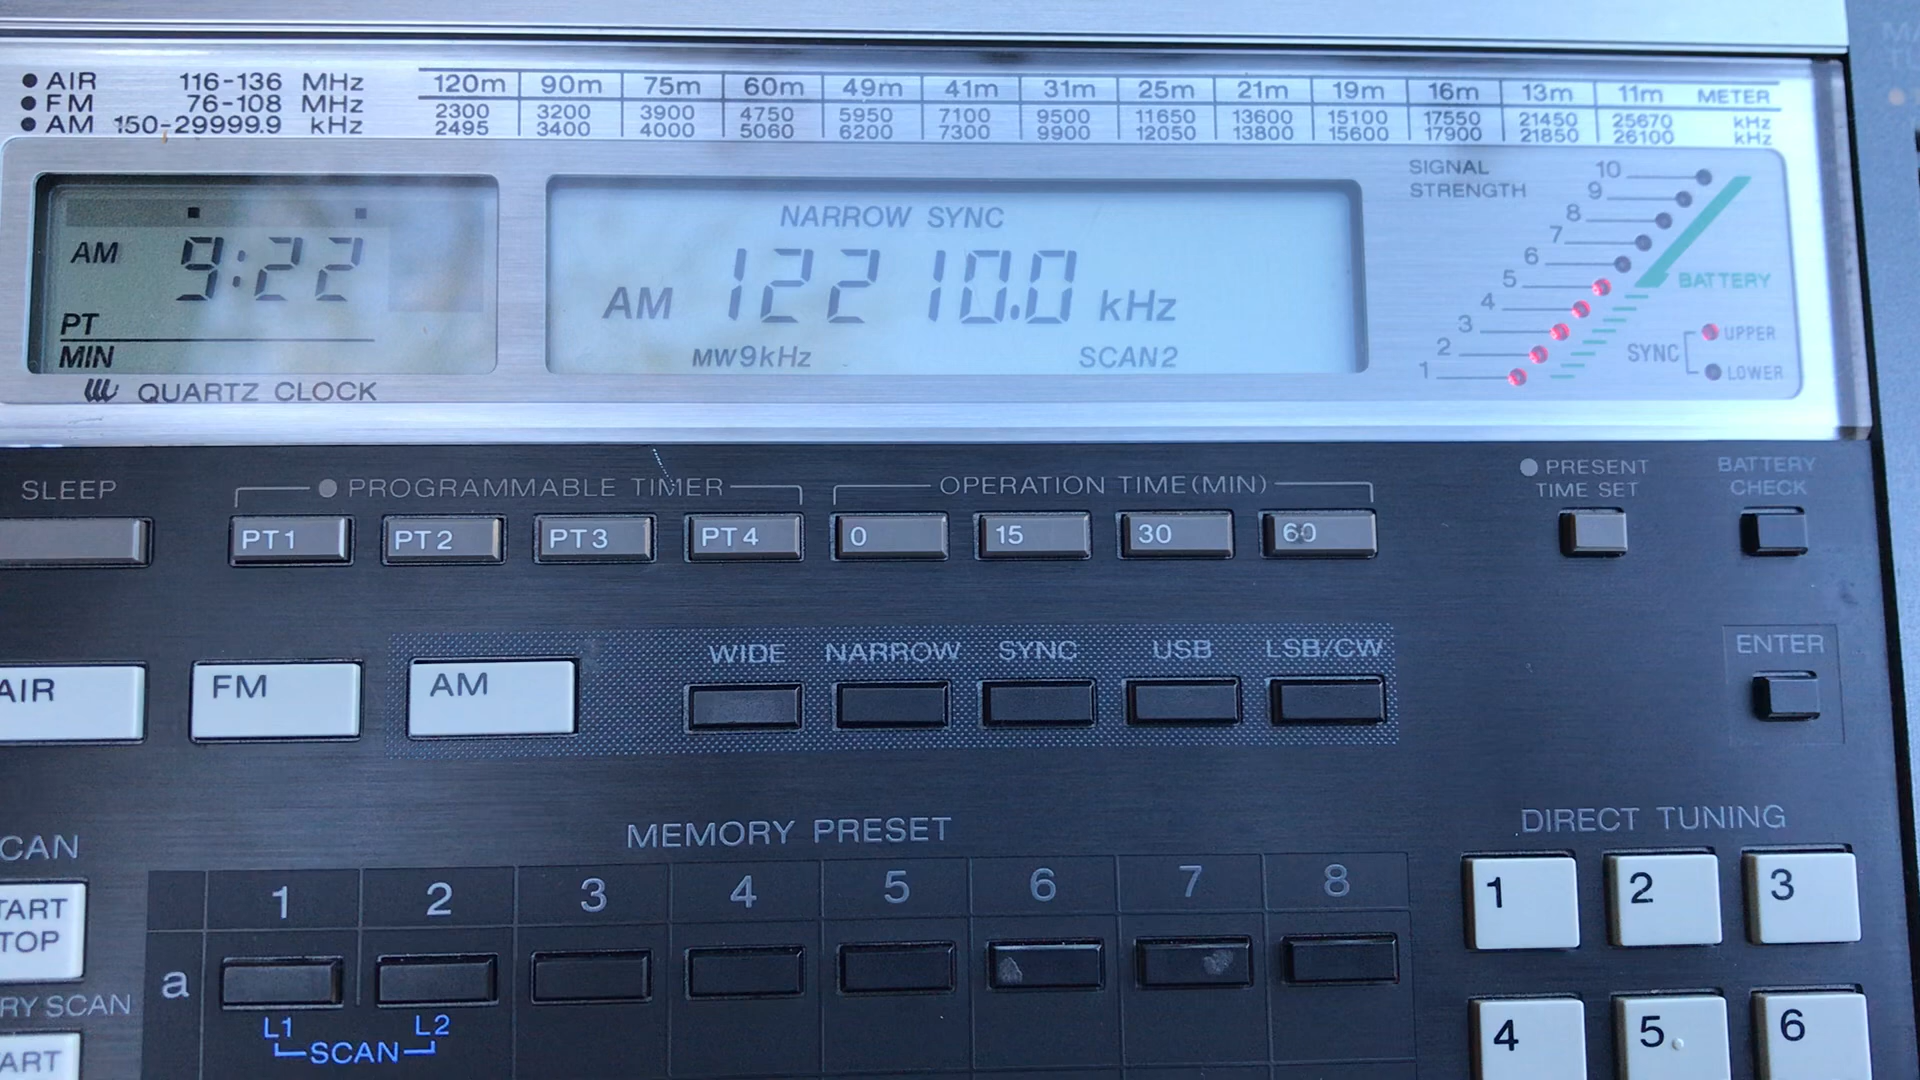 ● AIR 116-136 MHz
● FM 76-108 MHz
● AM 150-29999.9 kHz
120m 90m 75m 60m 49m 41m 31m 25m 21m 19m 16m 13m 11m METER
2300 3200 3900 4750 5950 7100 9500 11650 13600 15100 17550 21450 25670 kHz
2495 3400 4000 5060 6200 7300 9900 12050 13800 15600 17900 21850 26100 kHz
AM 9:22
PT
MIN
QUARTZ CLOCK
NARROW SYNC
AM 12210.0 kHz
MW9kHz SCAN2
SIGNAL
STRENGTH
10
9
8
7
6
5
4
3
2
1
BATTERY
SYNC
UPPER
LOWER
SLEEP
● PROGRAMMABLE TIMER
OPERATION TIME(MIN)
● PRESENT
TIME SET
BATTERY
CHECK
PT1 PT2 PT3 PT4 0 15 30 60
WIDE NARROW SYNC USB LSB/CW
ENTER
AIR FM AM
MEMORY PRESET
DIRECT TUNING
CAN
TART
TOP
RY SCAN
ART
1 2 3 4 5 6 7 8
a
L1 L2
SCAN
1 2 3
4 5 6